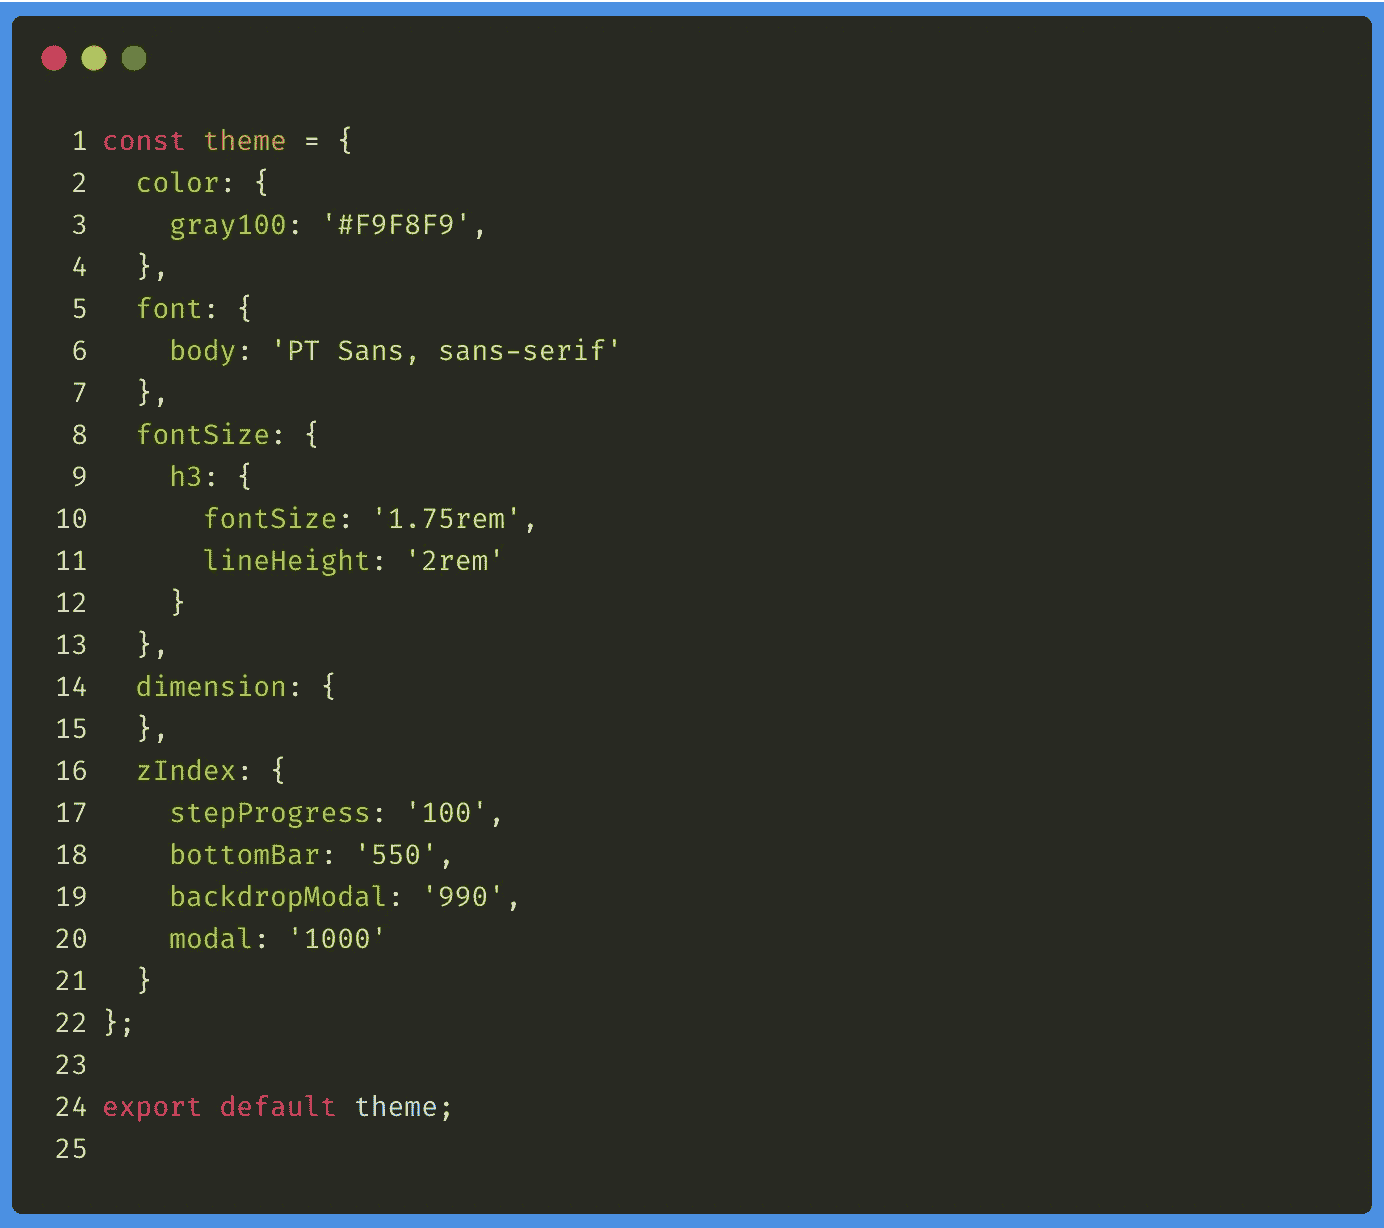 1 const theme = {
2   color: {
3     gray100: '#F9F8F9',
4   },
5   font: {
6     body: 'PT Sans, sans-serif'
7   },
8   fontSize: {
9     h3: {
10       fontSize: '1.75rem',
11       lineHeight: '2rem'
12     }
13   },
14   dimension: {
15   },
16   zIndex: {
17     stepProgress: '100',
18     bottomBar: '550',
19     backdropModal: '990',
20     modal: '1000'
21   }
22 };
23
24 export default theme;
25